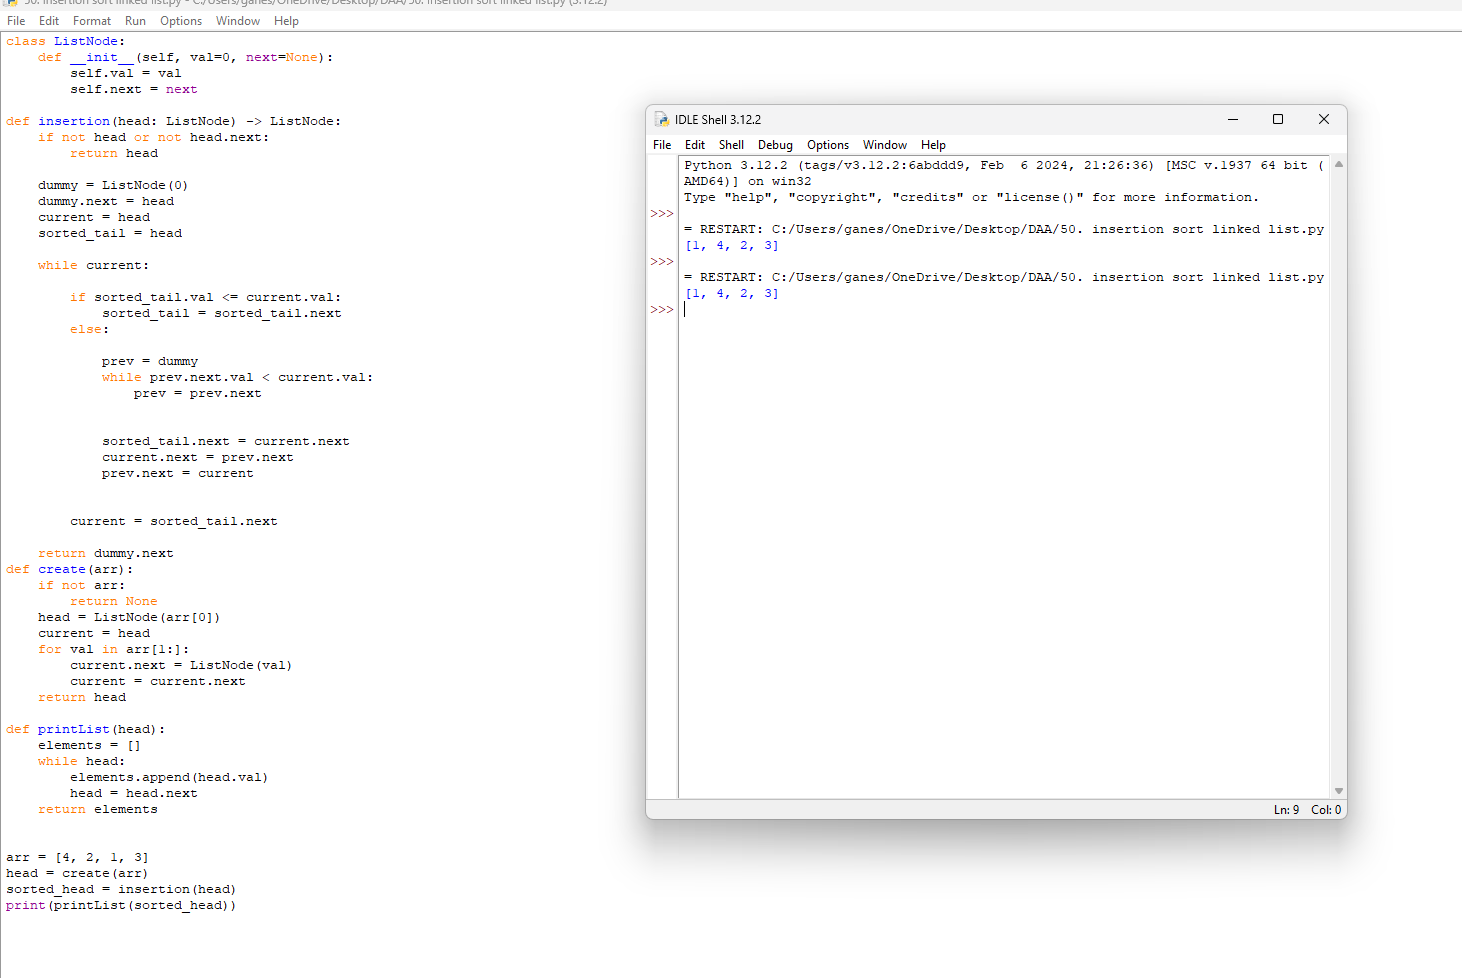 50. insertion sort linked list.py - C:/Users/ganes/OneDrive/Desktop/DAA/50. insertion sort linked list.py (3.12.2)
File Edit Format Run Options Window Help
class ListNode:
    def __init__(self, val=0, next=None):
        self.val = val
        self.next = next

def insertion(head: ListNode) -> ListNode:
    if not head or not head.next:
        return head

    dummy = ListNode(0)
    dummy.next = head
    current = head
    sorted_tail = head

    while current:

        if sorted_tail.val <= current.val:
            sorted_tail = sorted_tail.next
        else:

            prev = dummy
            while prev.next.val < current.val:
                prev = prev.next


            sorted_tail.next = current.next
            current.next = prev.next
            prev.next = current


        current = sorted_tail.next

    return dummy.next
def create(arr):
    if not arr:
        return None
    head = ListNode(arr[0])
    current = head
    for val in arr[1:]:
        current.next = ListNode(val)
        current = current.next
    return head

def printList(head):
    elements = []
    while head:
        elements.append(head.val)
        head = head.next
    return elements


arr = [4, 2, 1, 3]
head = create(arr)
sorted_head = insertion(head)
print(printList(sorted_head))
IDLE Shell 3.12.2
File Edit Shell Debug Options Window Help
Python 3.12.2 (tags/v3.12.2:6abddd9, Feb  6 2024, 21:26:36) [MSC v.1937 64 bit (
AMD64)] on win32
Type "help", "copyright", "credits" or "license()" for more information.
>>>
= RESTART: C:/Users/ganes/OneDrive/Desktop/DAA/50. insertion sort linked list.py
[1, 4, 2, 3]
>>>
= RESTART: C:/Users/ganes/OneDrive/Desktop/DAA/50. insertion sort linked list.py
[1, 4, 2, 3]
>>>
Ln: 9 Col: 0